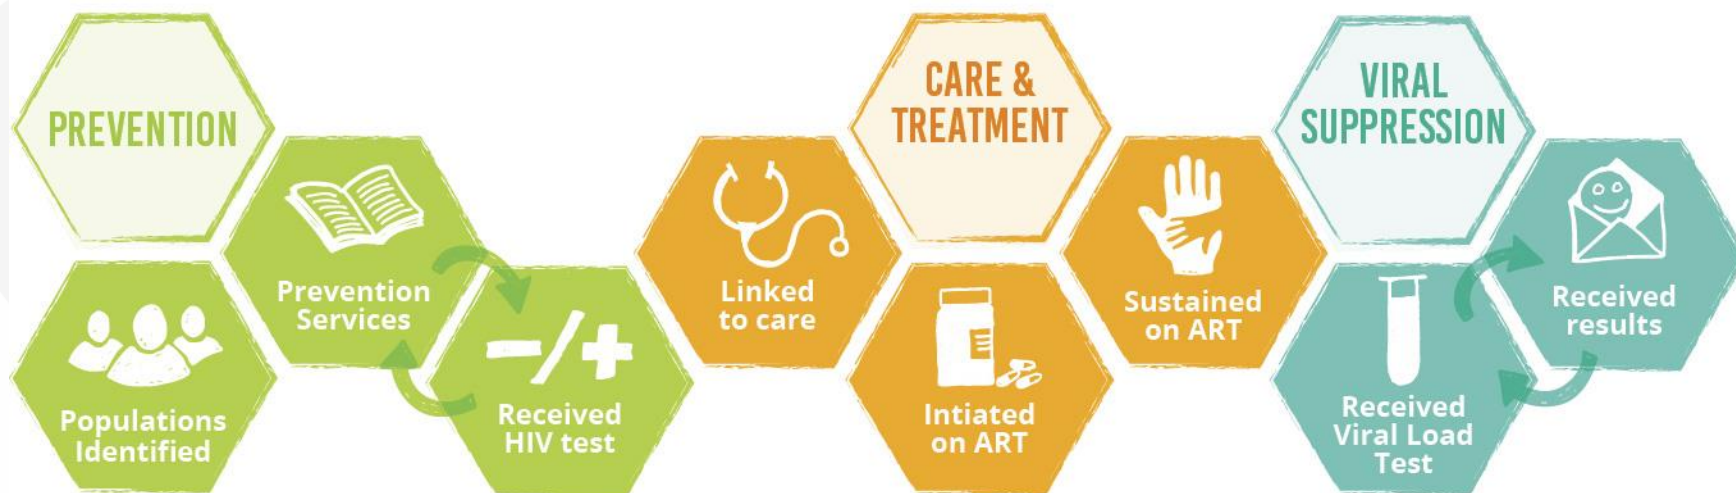 PREVENTION
Populations
Identified
Prevention
Services
-/+
Received
HIV test
Linked
to care
CARE &
TREATMENT
Intiated
on ART
Sustained
on ART
VIRAL
SUPPRESSION
Received
Viral Load
Test
Received
results